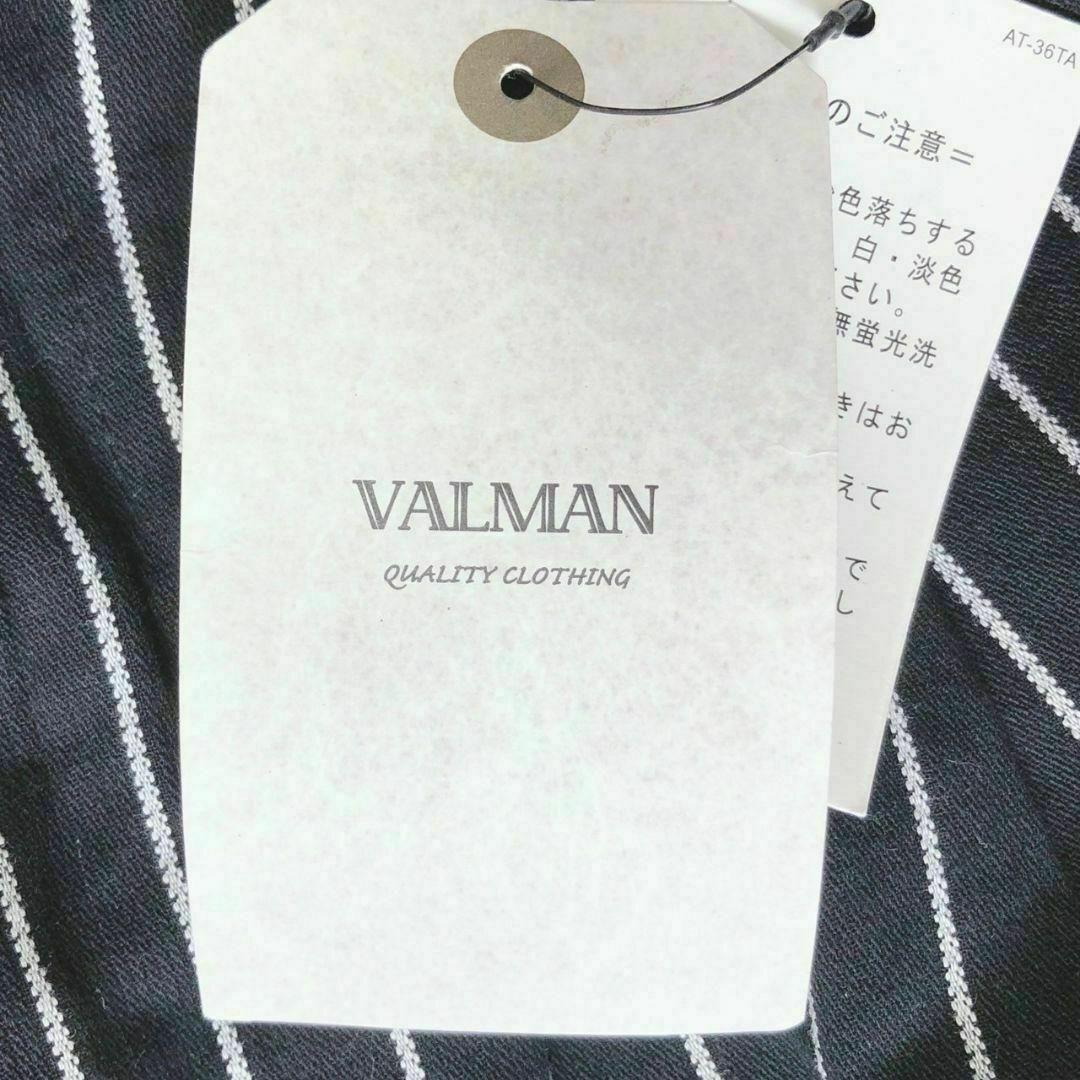 VALMAN
QUALITY CLOTHING
AT-36TA
のご注意＝
色落ちする
白・淡色
さい。
無蛍光洗
きはお
えて
で
し